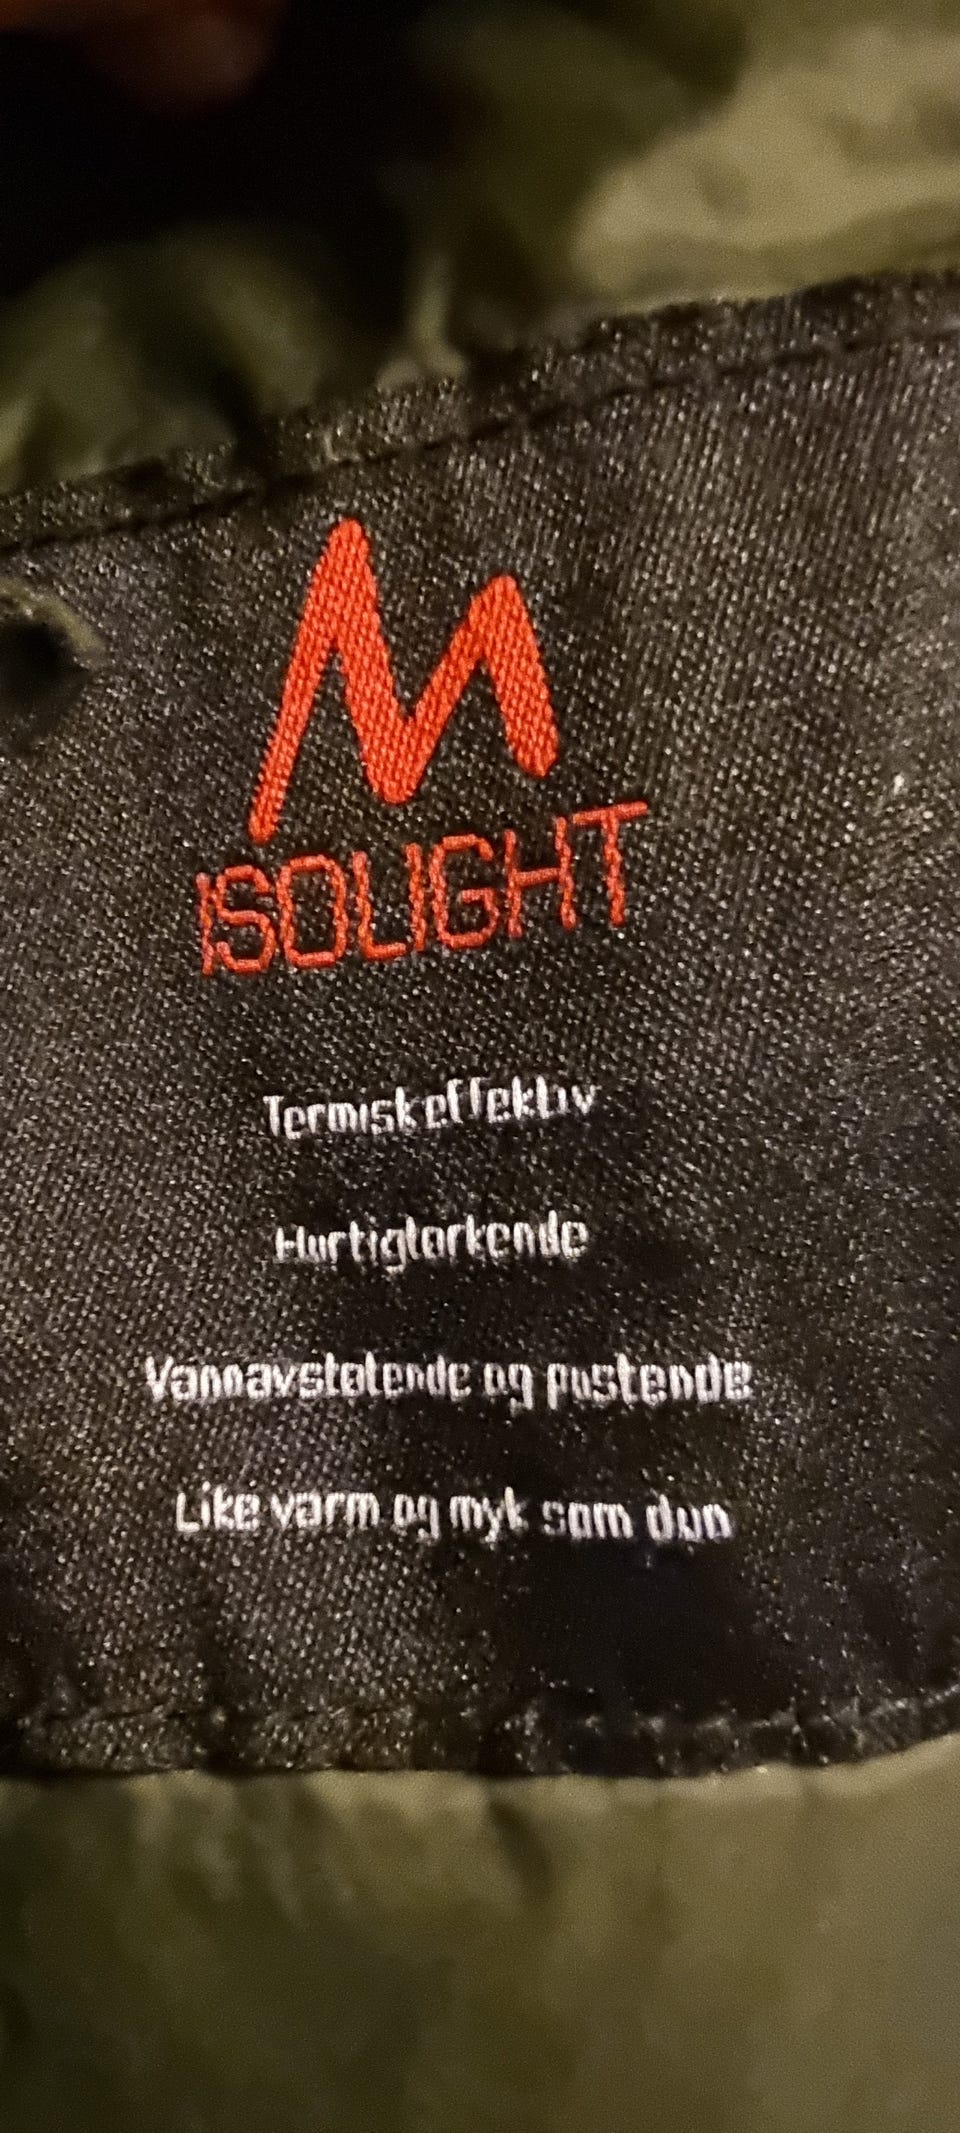 M
ISOLIGHT
Termisk effektiv
Hurtigtørkende
Vannavstøtende og pustende
Like varm og myk som dun